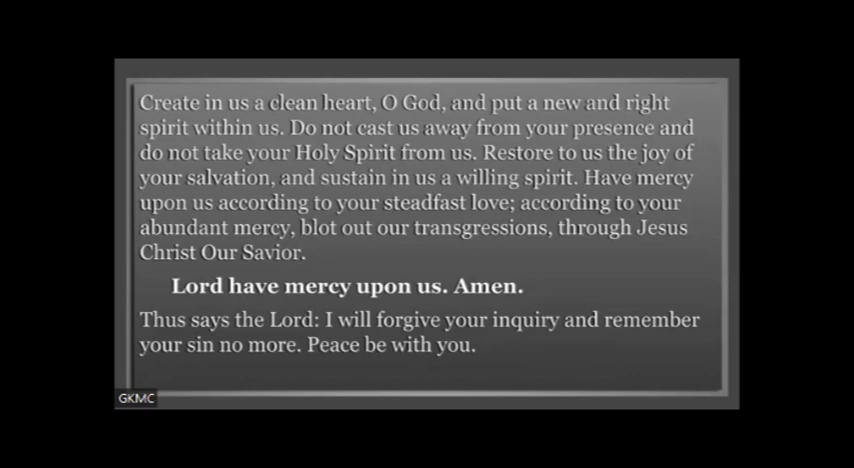 Create in us a clean heart, O God, and put a new and right
spirit within us. Do not cast us away from your presence and
do not take your Holy Spirit from us. Restore to us the joy of
your salvation, and sustain in us a willing spirit. Have mercy
upon us according to your steadfast love; according to your
abundant mercy, blot out our transgressions, through Jesus
Christ Our Savior.
Lord have mercy upon us. Amen.
Thus says the Lord: I will forgive your inquiry and remember
your sin no more. Peace be with you.
GKMC